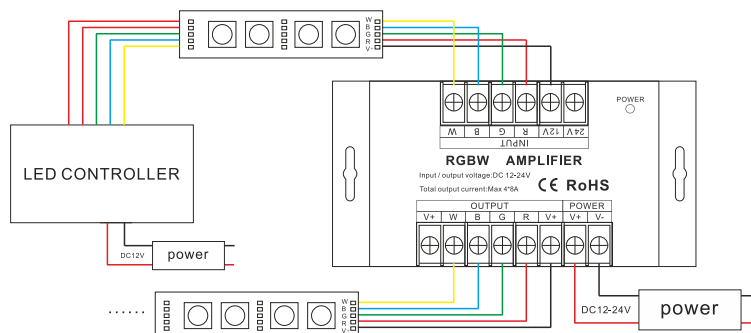 W
B
G
R
V-
POWER
W B G R 12V 24V
INPUT
RGBW AMPLIFIER
Input / output voltage:DC 12-24V
Total output current:Max 4*8A
CE RoHS
LED CONTROLLER
OUTPUT POWER
V+ W B G R V+ V+ V-
DC12V
power
......
W
B
G
R
V-
DC12-24V
power